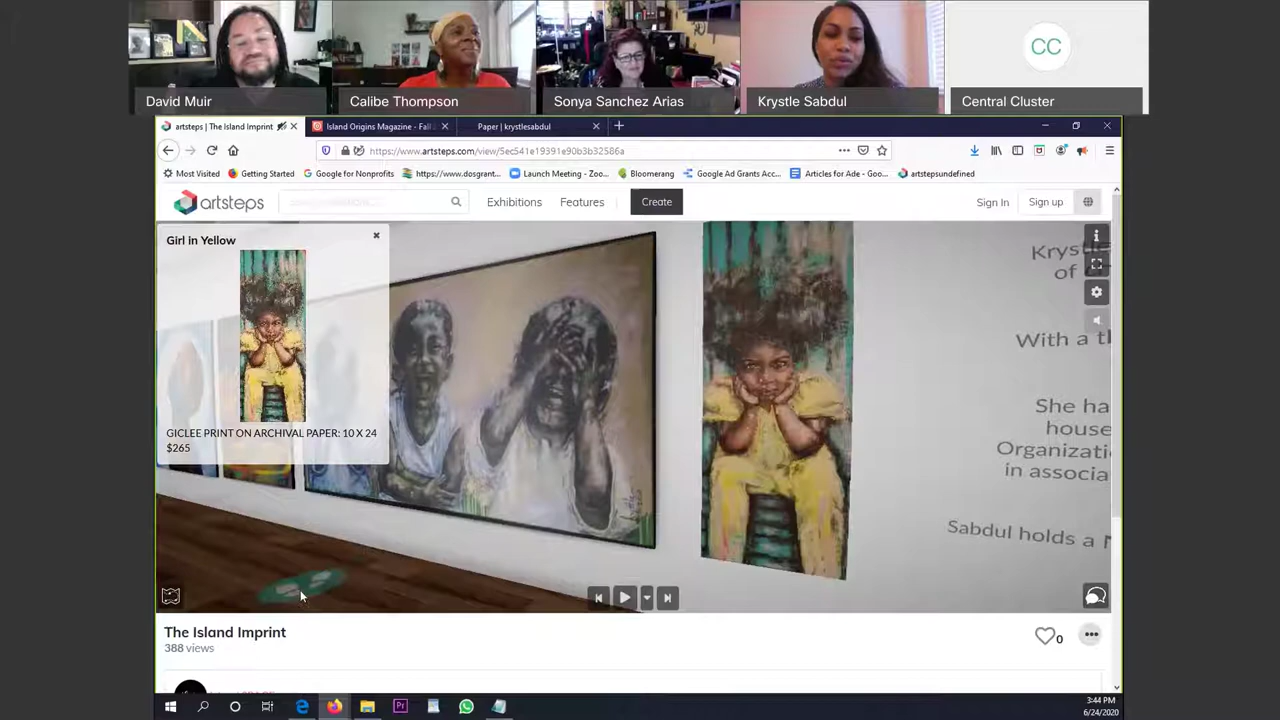 David Muir
Calibe Thompson
Sonya Sanchez Arias
Krystle Sabdul
CC
Central Cluster
artsteps | The Island Imprint
Island Origins Magazine - Fall
Paper | krystlesabdul
https://www.artsteps.com/view/5ec541e19391e90b3b32586a
Most Visited
Getting Started
Google for Nonprofits
https://www.dosgrant...
Launch Meeting - Zoo...
Bloomerang
Google Ad Grants Acc...
Articles for Ade - Goo...
artstepsundefined
artsteps
Exhibitions
Features
Create
Sign In
Sign up
Girl in Yellow
GICLEE PRINT ON ARCHIVAL PAPER: 10 X 24
$265
Kryst
of
With a t
She ha
house
Organizatio
in associa
Sabdul holds a
The Island Imprint
388 views
0
Pr
3:44 PM
6/24/2020